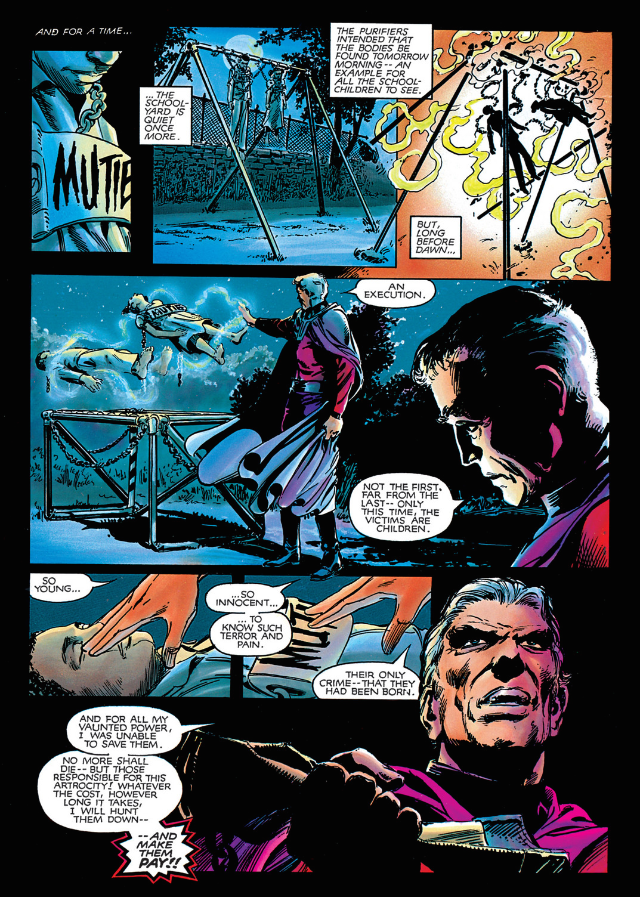 AND FOR A TIME...
MUTIE
...THE
SCHOOL-
YARD IS
QUIET
ONCE
MORE.
THE PURIFIERS
INTENDED THAT
THE BODIES BE
FOUND TOMORROW
MORNING -- AN
EXAMPLE FOR
ALL THE SCHOOL-
CHILDREN TO SEE.
BUT,
LONG
BEFORE
DAWN...
AN
EXECUTION.
MUTIE
NOT THE FIRST,
FAR FROM THE
LAST-- ONLY
THIS TIME, THE
VICTIMS ARE
CHILDREN.
SO
YOUNG...
...SO
INNOCENT...
... TO
KNOW SUCH
TERROR AND
PAIN.
THEIR ONLY
CRIME--THAT THEY
HAD BEEN BORN.
AND FOR ALL MY
VAUNTED POWER,
I WAS UNABLE
TO SAVE THEM.
NO MORE SHALL
DIE-- BUT THOSE
RESPONSIBLE FOR THIS
ARTROCITY! WHATEVER
THE COST, HOWEVER
LONG IT TAKES,
I WILL HUNT
THEM DOWN--
--AND
MAKE
THEM
PAY!!